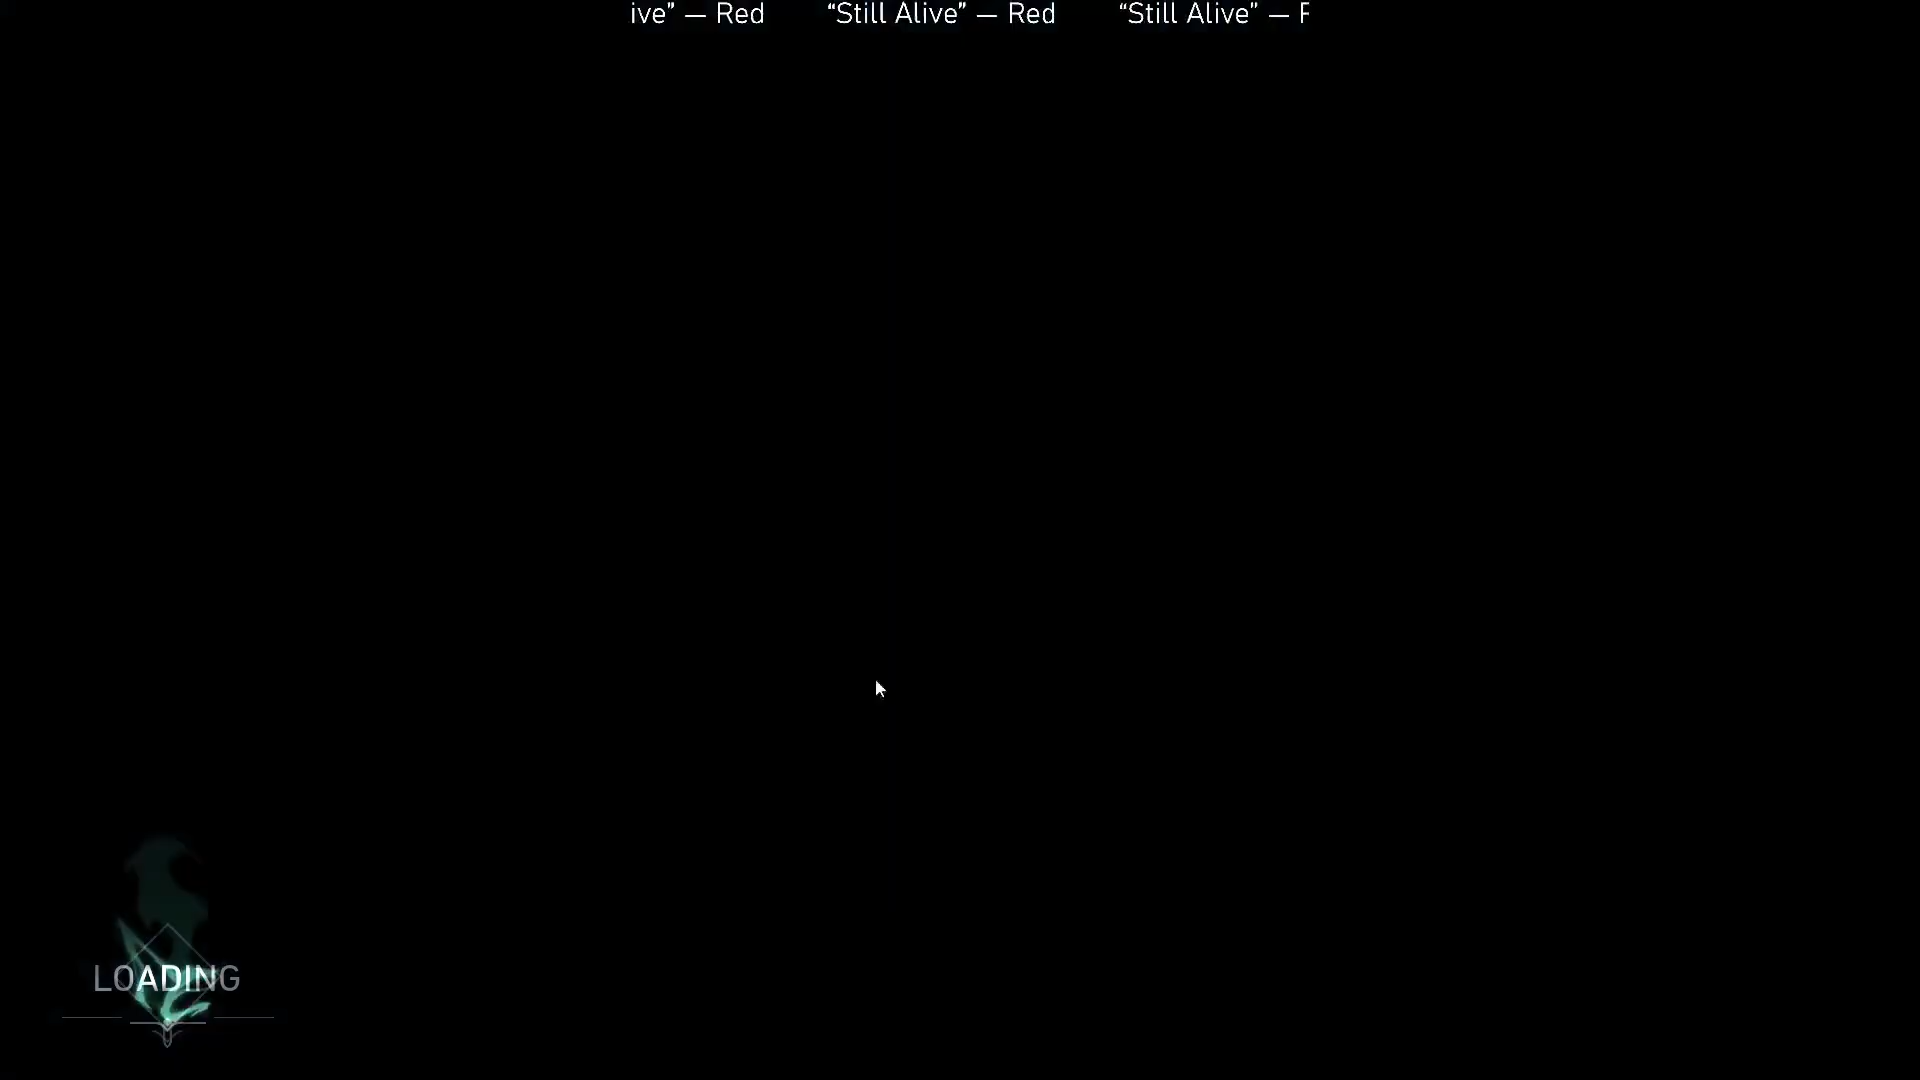 ive” — Red “Still Alive” — Red “Still Alive” —
LOADING